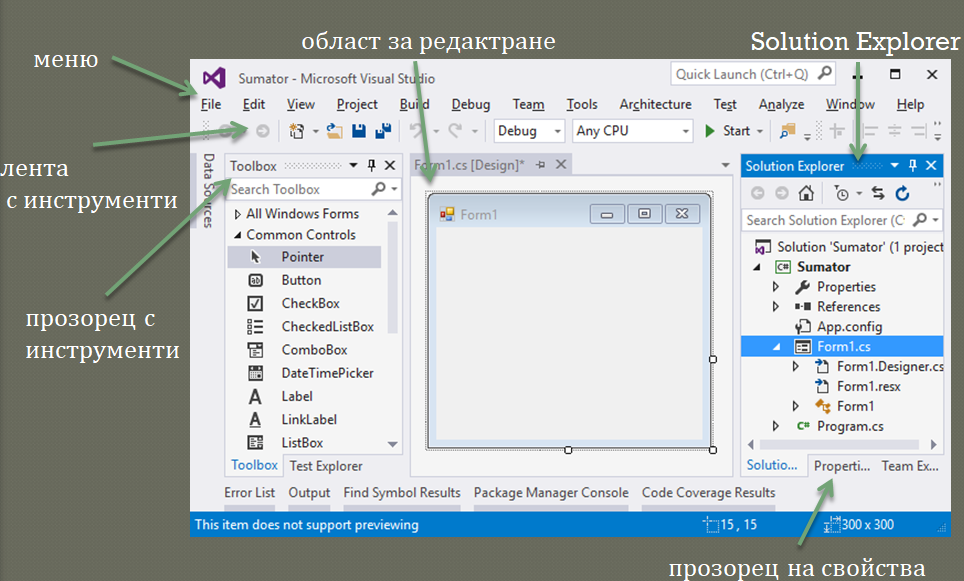 меню
област за редактране
Solution Explorer
лента
с инструменти
прозорец с
инструменти
прозорец на свойства
Sumator - Microsoft Visual Studio
Quick Launch (Ctrl+Q)
File Edit View Project Build Debug Team Tools Architecture Test Analyze Window Help
Debug Any CPU Start
Data Sources
Toolbox
Search Toolbox
All Windows Forms
Common Controls
Pointer
Button
CheckBox
CheckedListBox
ComboBox
DateTimePicker
Label
LinkLabel
ListBox
Toolbox Test Explorer
Form1.cs [Design]*
Form1
Solution Explorer
Search Solution Explorer (C
Solution 'Sumator' (1 project
Sumator
Properties
References
App.config
Form1.cs
Form1.Designer.cs
Form1.resx
Form1
Program.cs
Solutio... Properti... Team Ex...
Error List Output Find Symbol Results Package Manager Console Code Coverage Results
This item does not support previewing 15 , 15 300 x 300